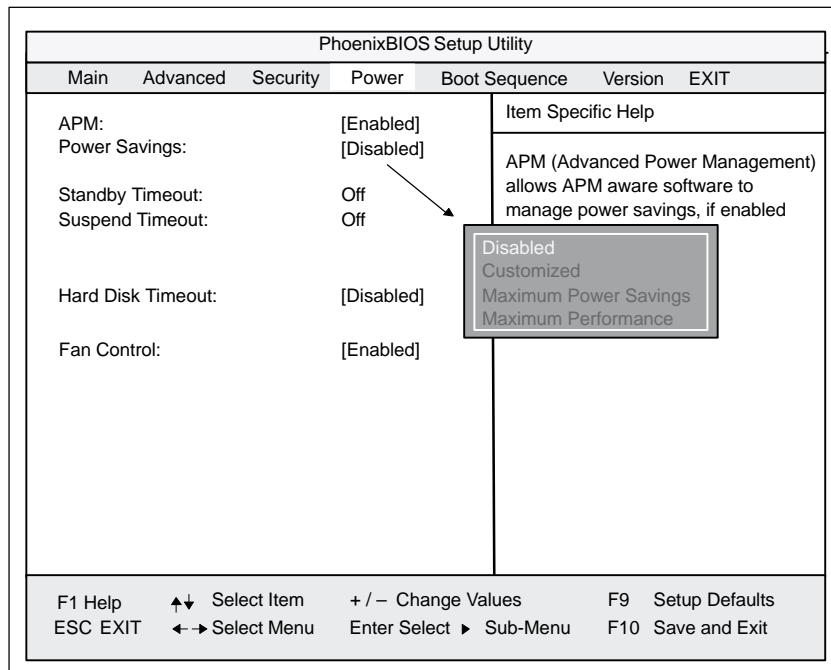 PhoenixBIOS Setup Utility
Main Advanced Security Power Boot Sequence Version EXIT
APM: [Enabled]
Power Savings: [Disabled]
Standby Timeout: Off
Suspend Timeout: Off
Hard Disk Timeout: [Disabled]
Fan Control: [Enabled]
Item Specific Help
APM (Advanced Power Management)
allows APM aware software to
manage power savings, if enabled
Disabled
Customized
Maximum Power Savings
Maximum Performance
F1 Help Select Item + / – Change Values F9 Setup Defaults
ESC EXIT Select Menu Enter Select Sub-Menu F10 Save and Exit